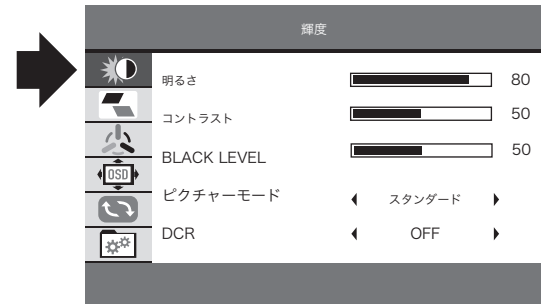 輝度
明るさ 80
コントラスト 50
BLACK LEVEL 50
ピクチャーモード スタンダード
OSD
DCR OFF